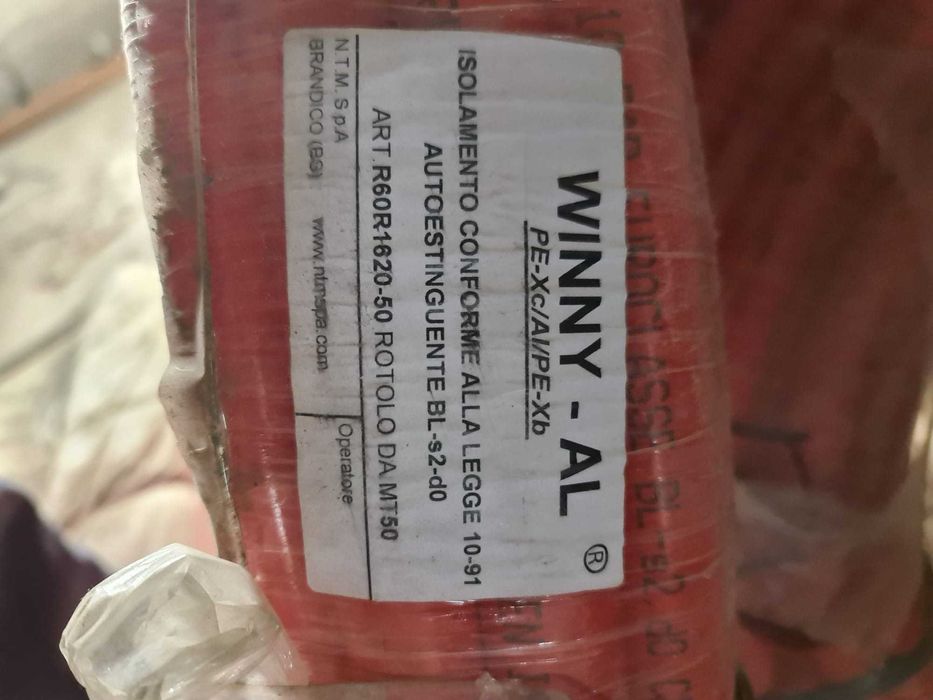 WINNY - AL ®
PE-Xc/Al/PE-Xb
ISOLAMENTO CONFORME ALLA LEGGE 10-91
AUTOESTINGUENTE BL-s2-d0
ART.R60R1620-50 ROTOLO DA MT50
N.T.M. S.p.A
Operatore
BRANDICO (BS) www.ntmspa.com